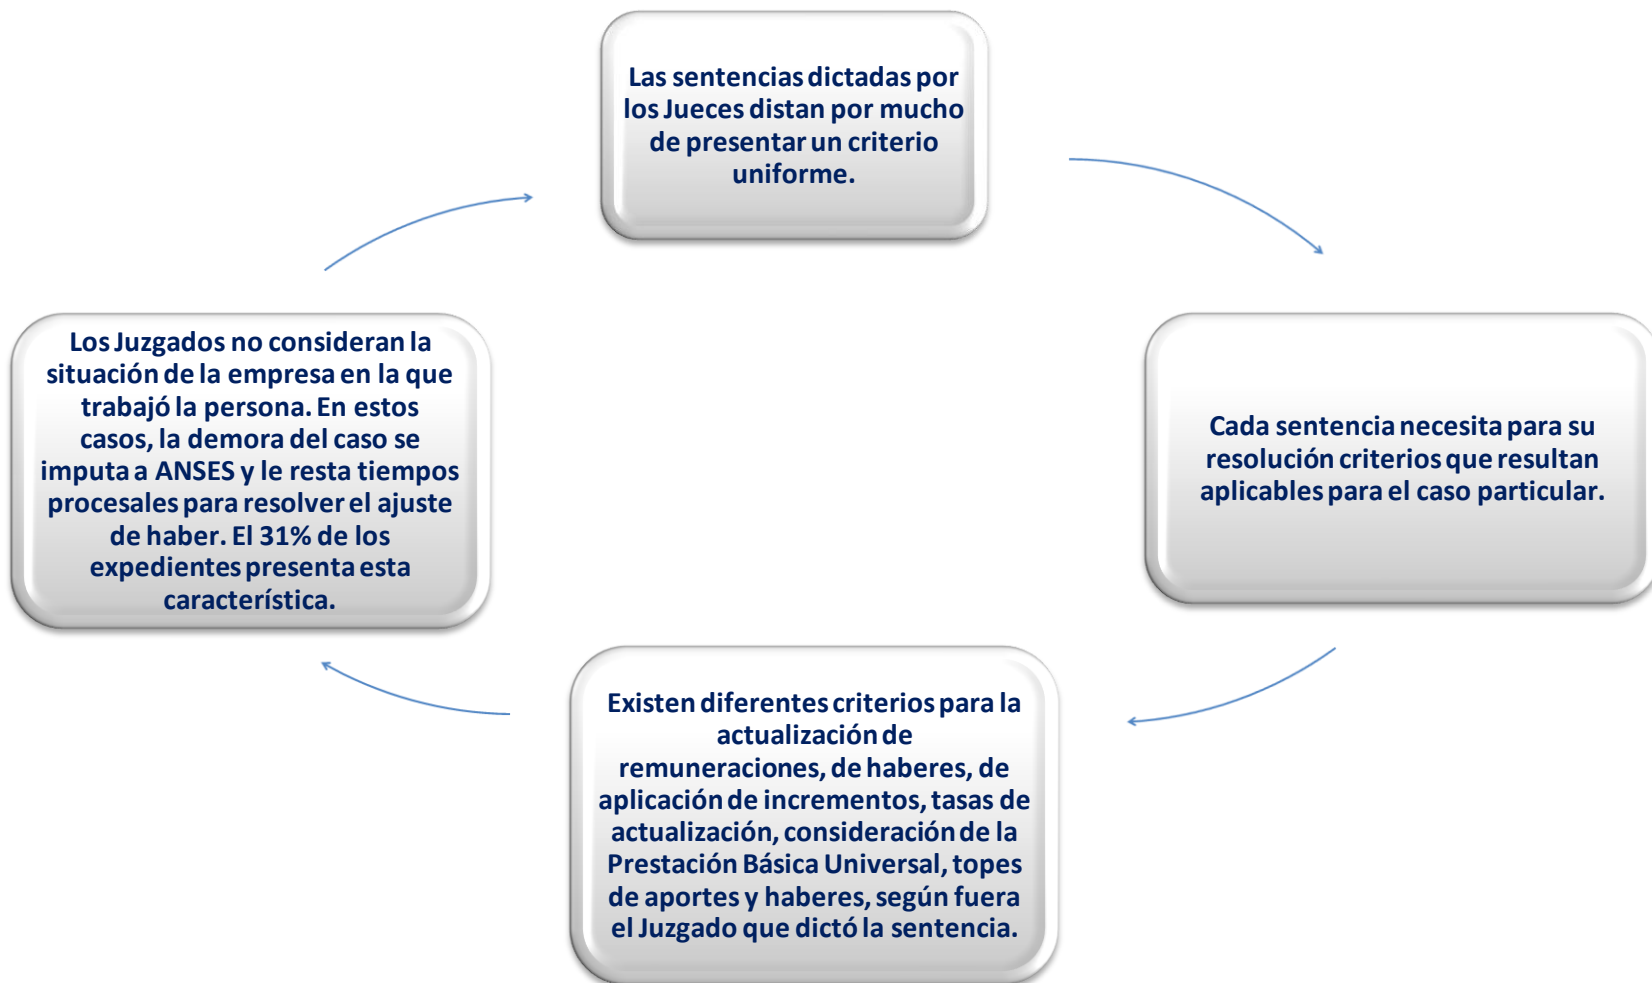 Las sentencias dictadas por
los Jueces distan por mucho
de presentar un criterio
uniforme.
Cada sentencia necesita para su
resolución criterios que resultan
aplicables para el caso particular.
Existen diferentes criterios para la
actualización de
remuneraciones, de haberes, de
aplicación de incrementos, tasas de
actualización, consideración de la
Prestación Básica Universal, topes
de aportes y haberes, según fuera
el Juzgado que dictó la sentencia.
Los Juzgados no consideran la
situación de la empresa en la que
trabajó la persona. En estos
casos, la demora del caso se
imputa a ANSES y le resta tiempos
procesales para resolver el ajuste
de haber. El 31% de los
expedientes presenta esta
característica.